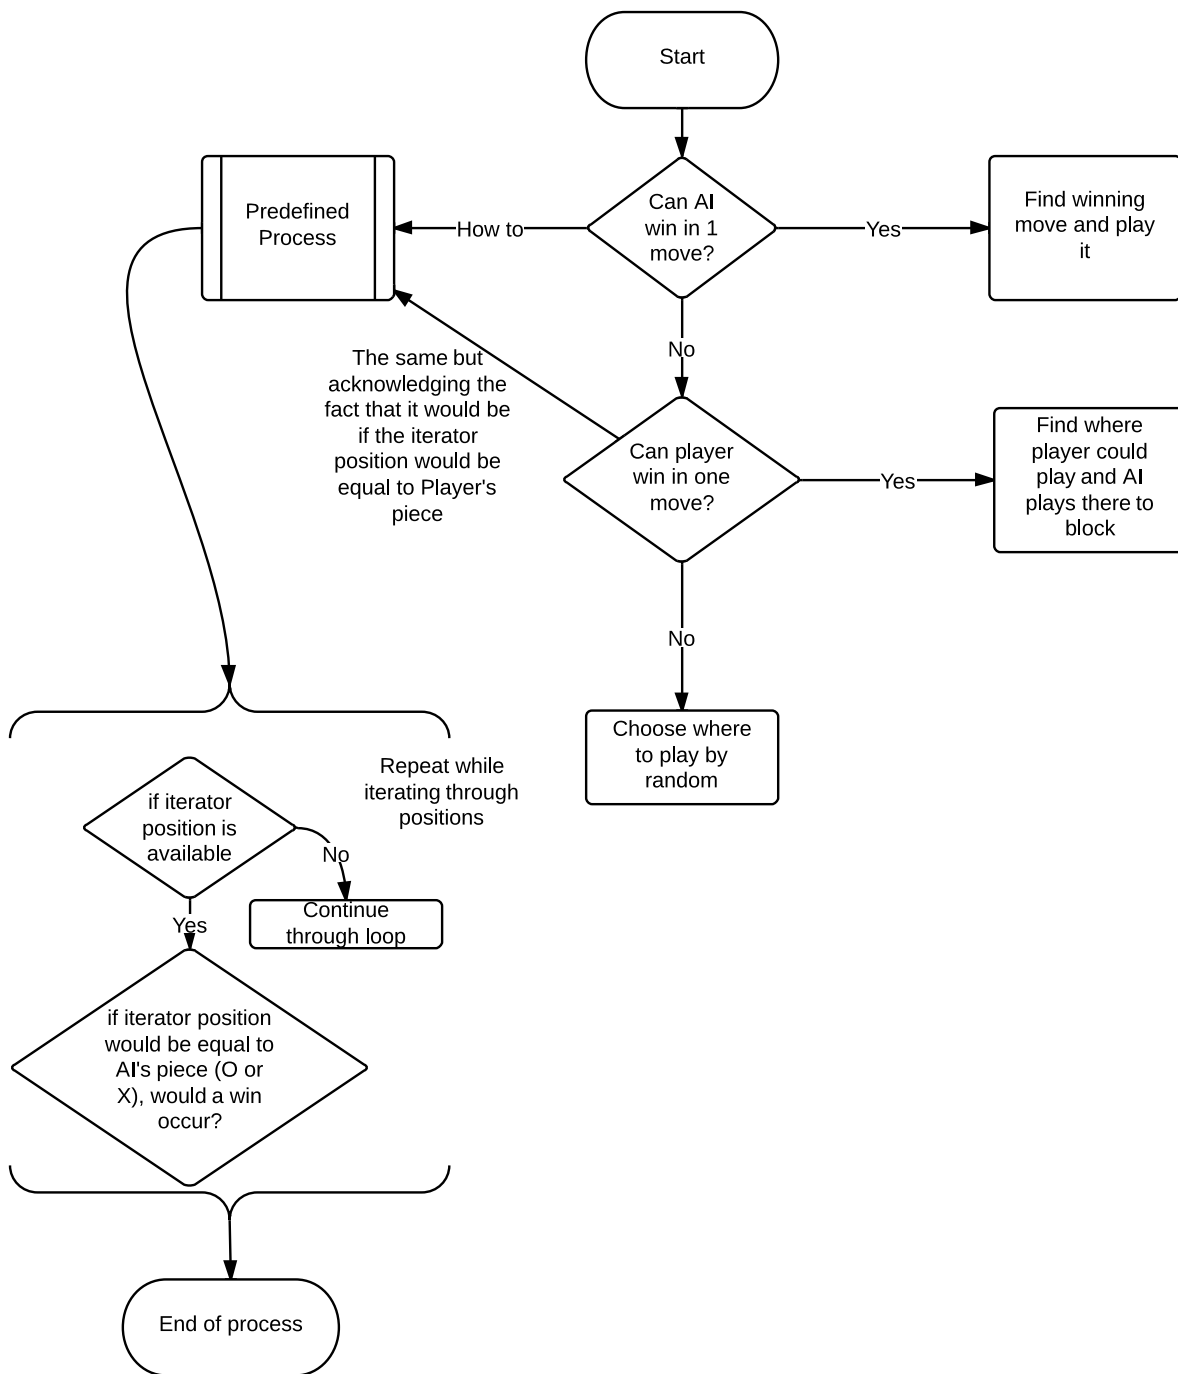 Start
Predefined
Process
How to
Can AI
win in 1
move?
Yes
Find winning
move and play
it
No
The same but
acknowledging the
fact that it would be
if the iterator
position would be
equal to Player's
piece
Can player
win in one
move?
Yes
Find where
player could
play and AI
plays there to
block
No
Choose where
to play by
random
Repeat while
iterating through
positions
if iterator
position is
available
No
Continue
through loop
Yes
if iterator position
would be equal to
AI's piece (O or
X), would a win
occur?
End of process